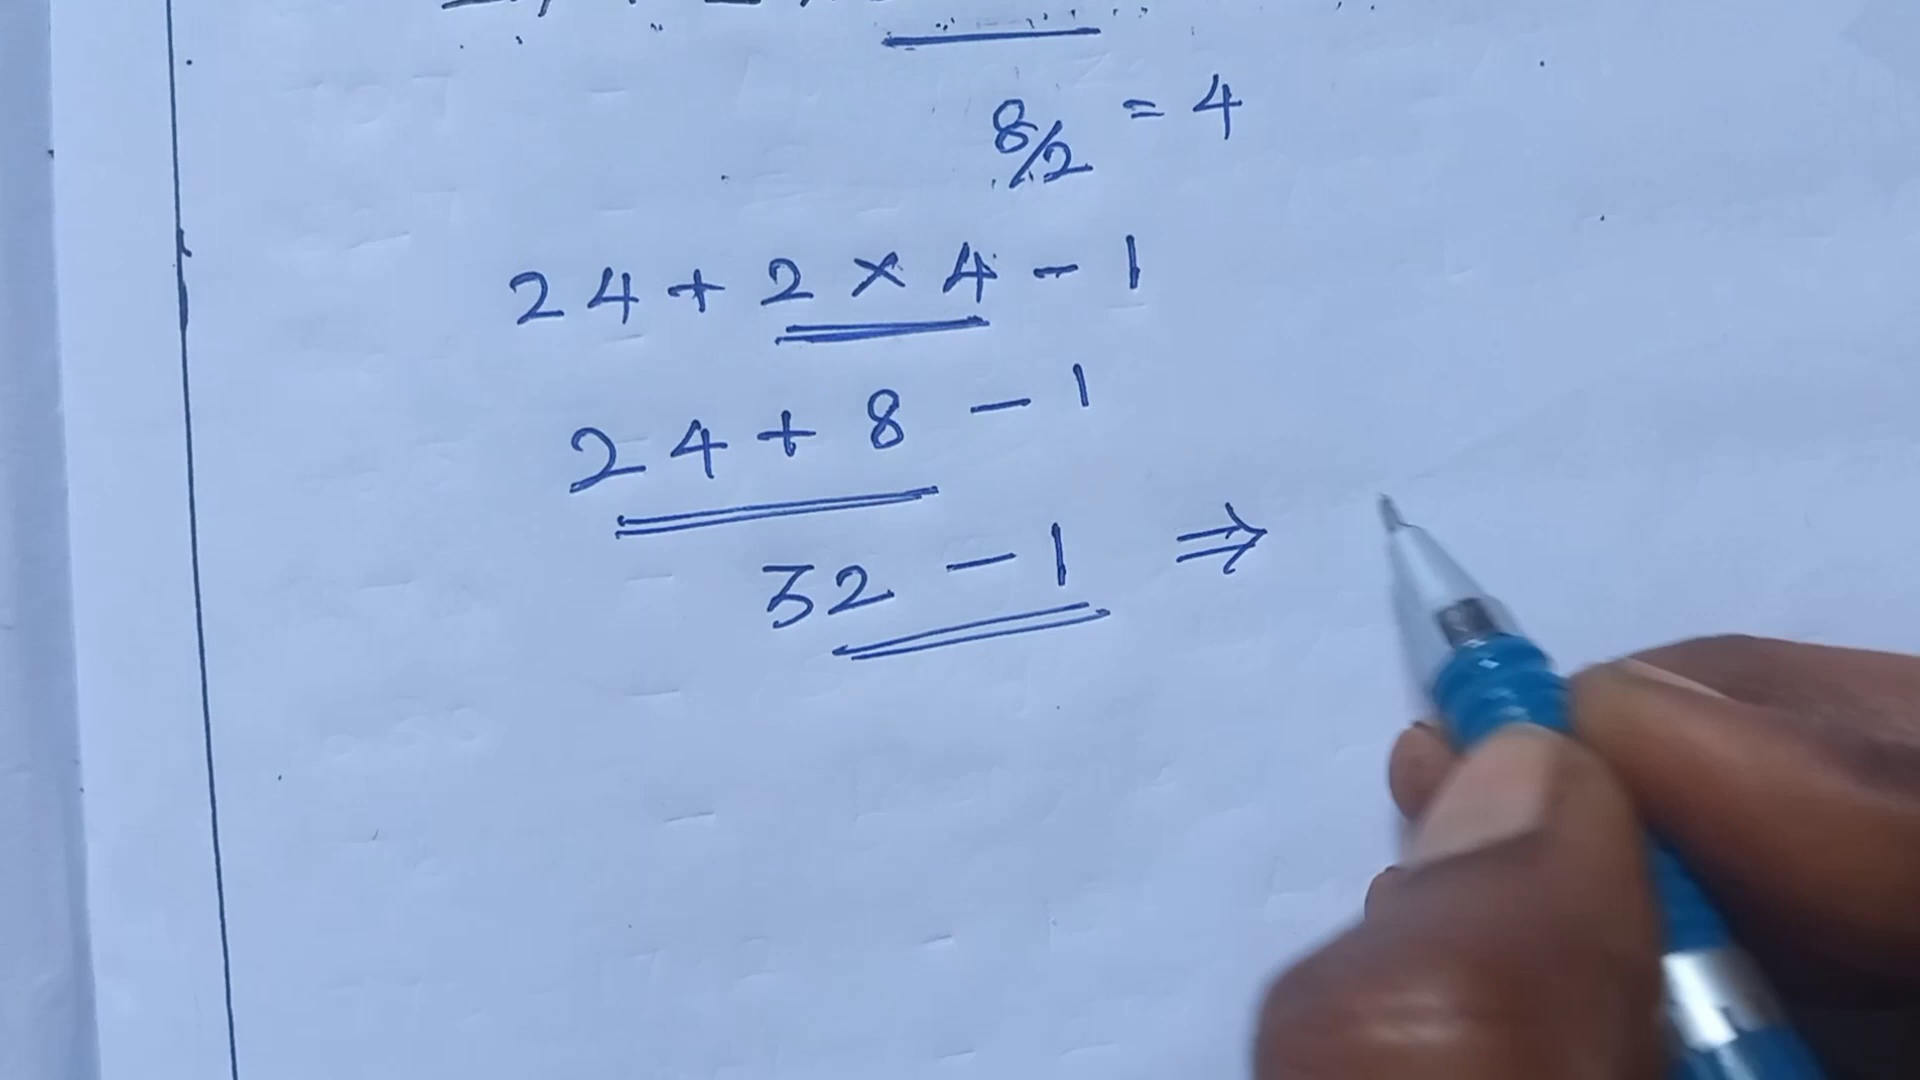 8/2 = 4
24 + 2 × 4 - 1
24 + 8 - 1
32 - 1 ⇒